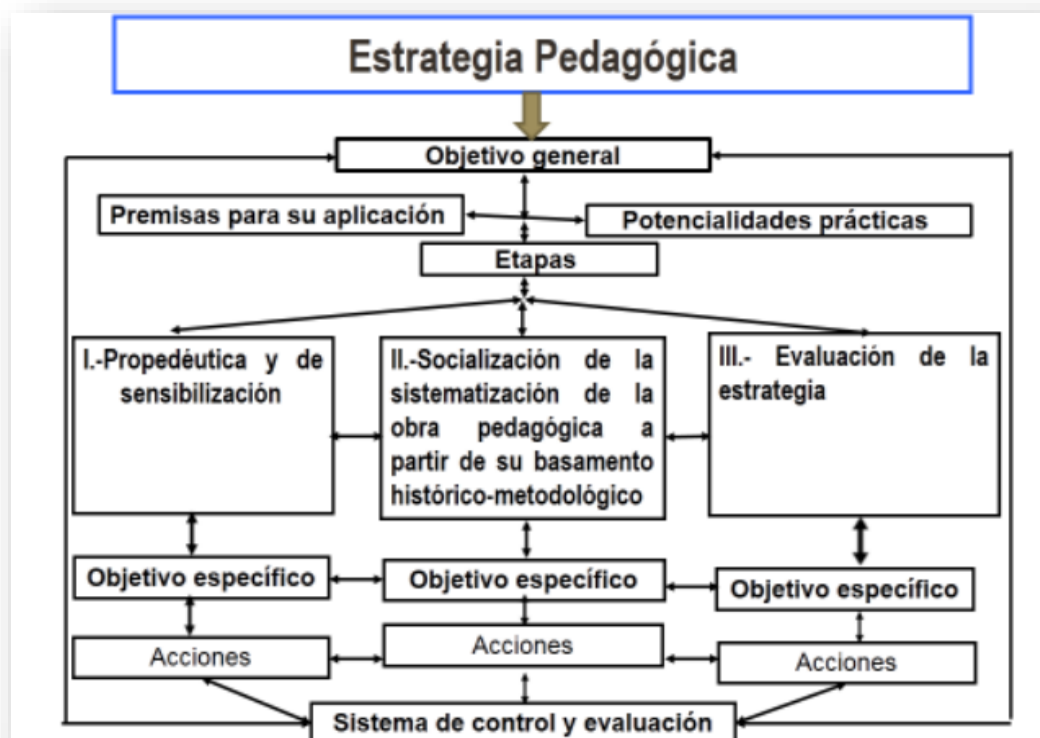 Estrategia Pedagógica
Objetivo general
Premisas para su aplicación
Potencialidades prácticas
Etapas
I.-Propedéutica y de
sensibilización
II.-Socialización de la
sistematización de la
obra pedagógica a
partir de su basamento
histórico-metodológico
III.- Evaluación de la
estrategia
Objetivo específico
Objetivo específico
Objetivo específico
Acciones
Acciones
Acciones
Sistema de control y evaluación